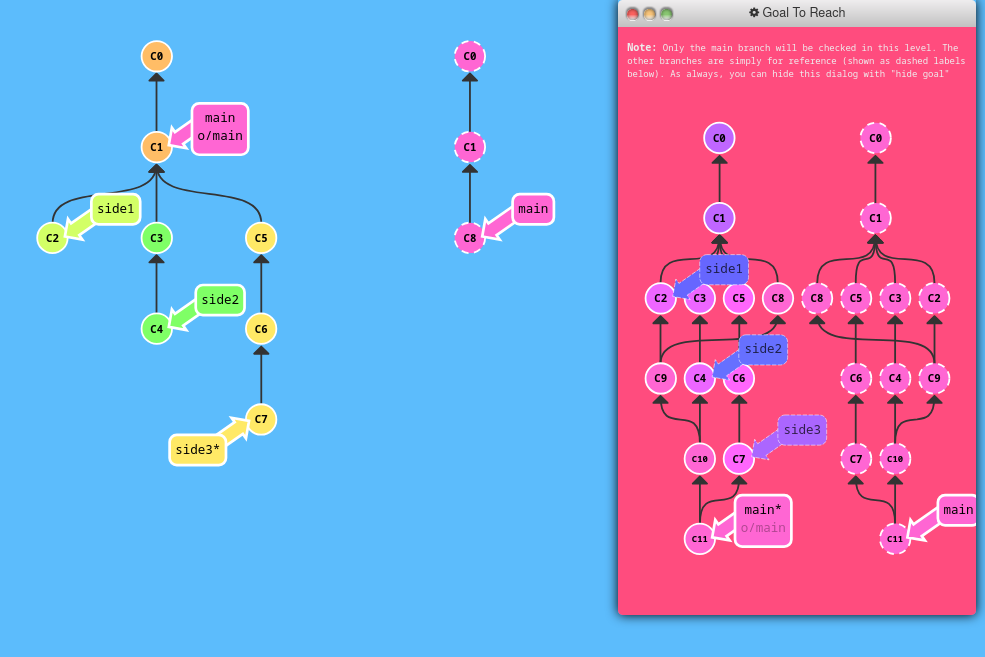 C0
main
o/main
C1
side1
C2
C3
C5
side2
C4
C6
C7
side3*
C0
C1
main
C8
Goal To Reach
Note: Only the main branch will be checked in this level. The
other branches are simply for reference (shown as dashed labels
below). As always, you can hide this dialog with "hide goal"
C0
C1
side1
C2
C3
C5
C8
side2
C9
C4
C6
side3
C10
C7
main*
o/main
C11
C0
C1
C8
C5
C3
C2
C6
C4
C9
C7
C10
main
C11